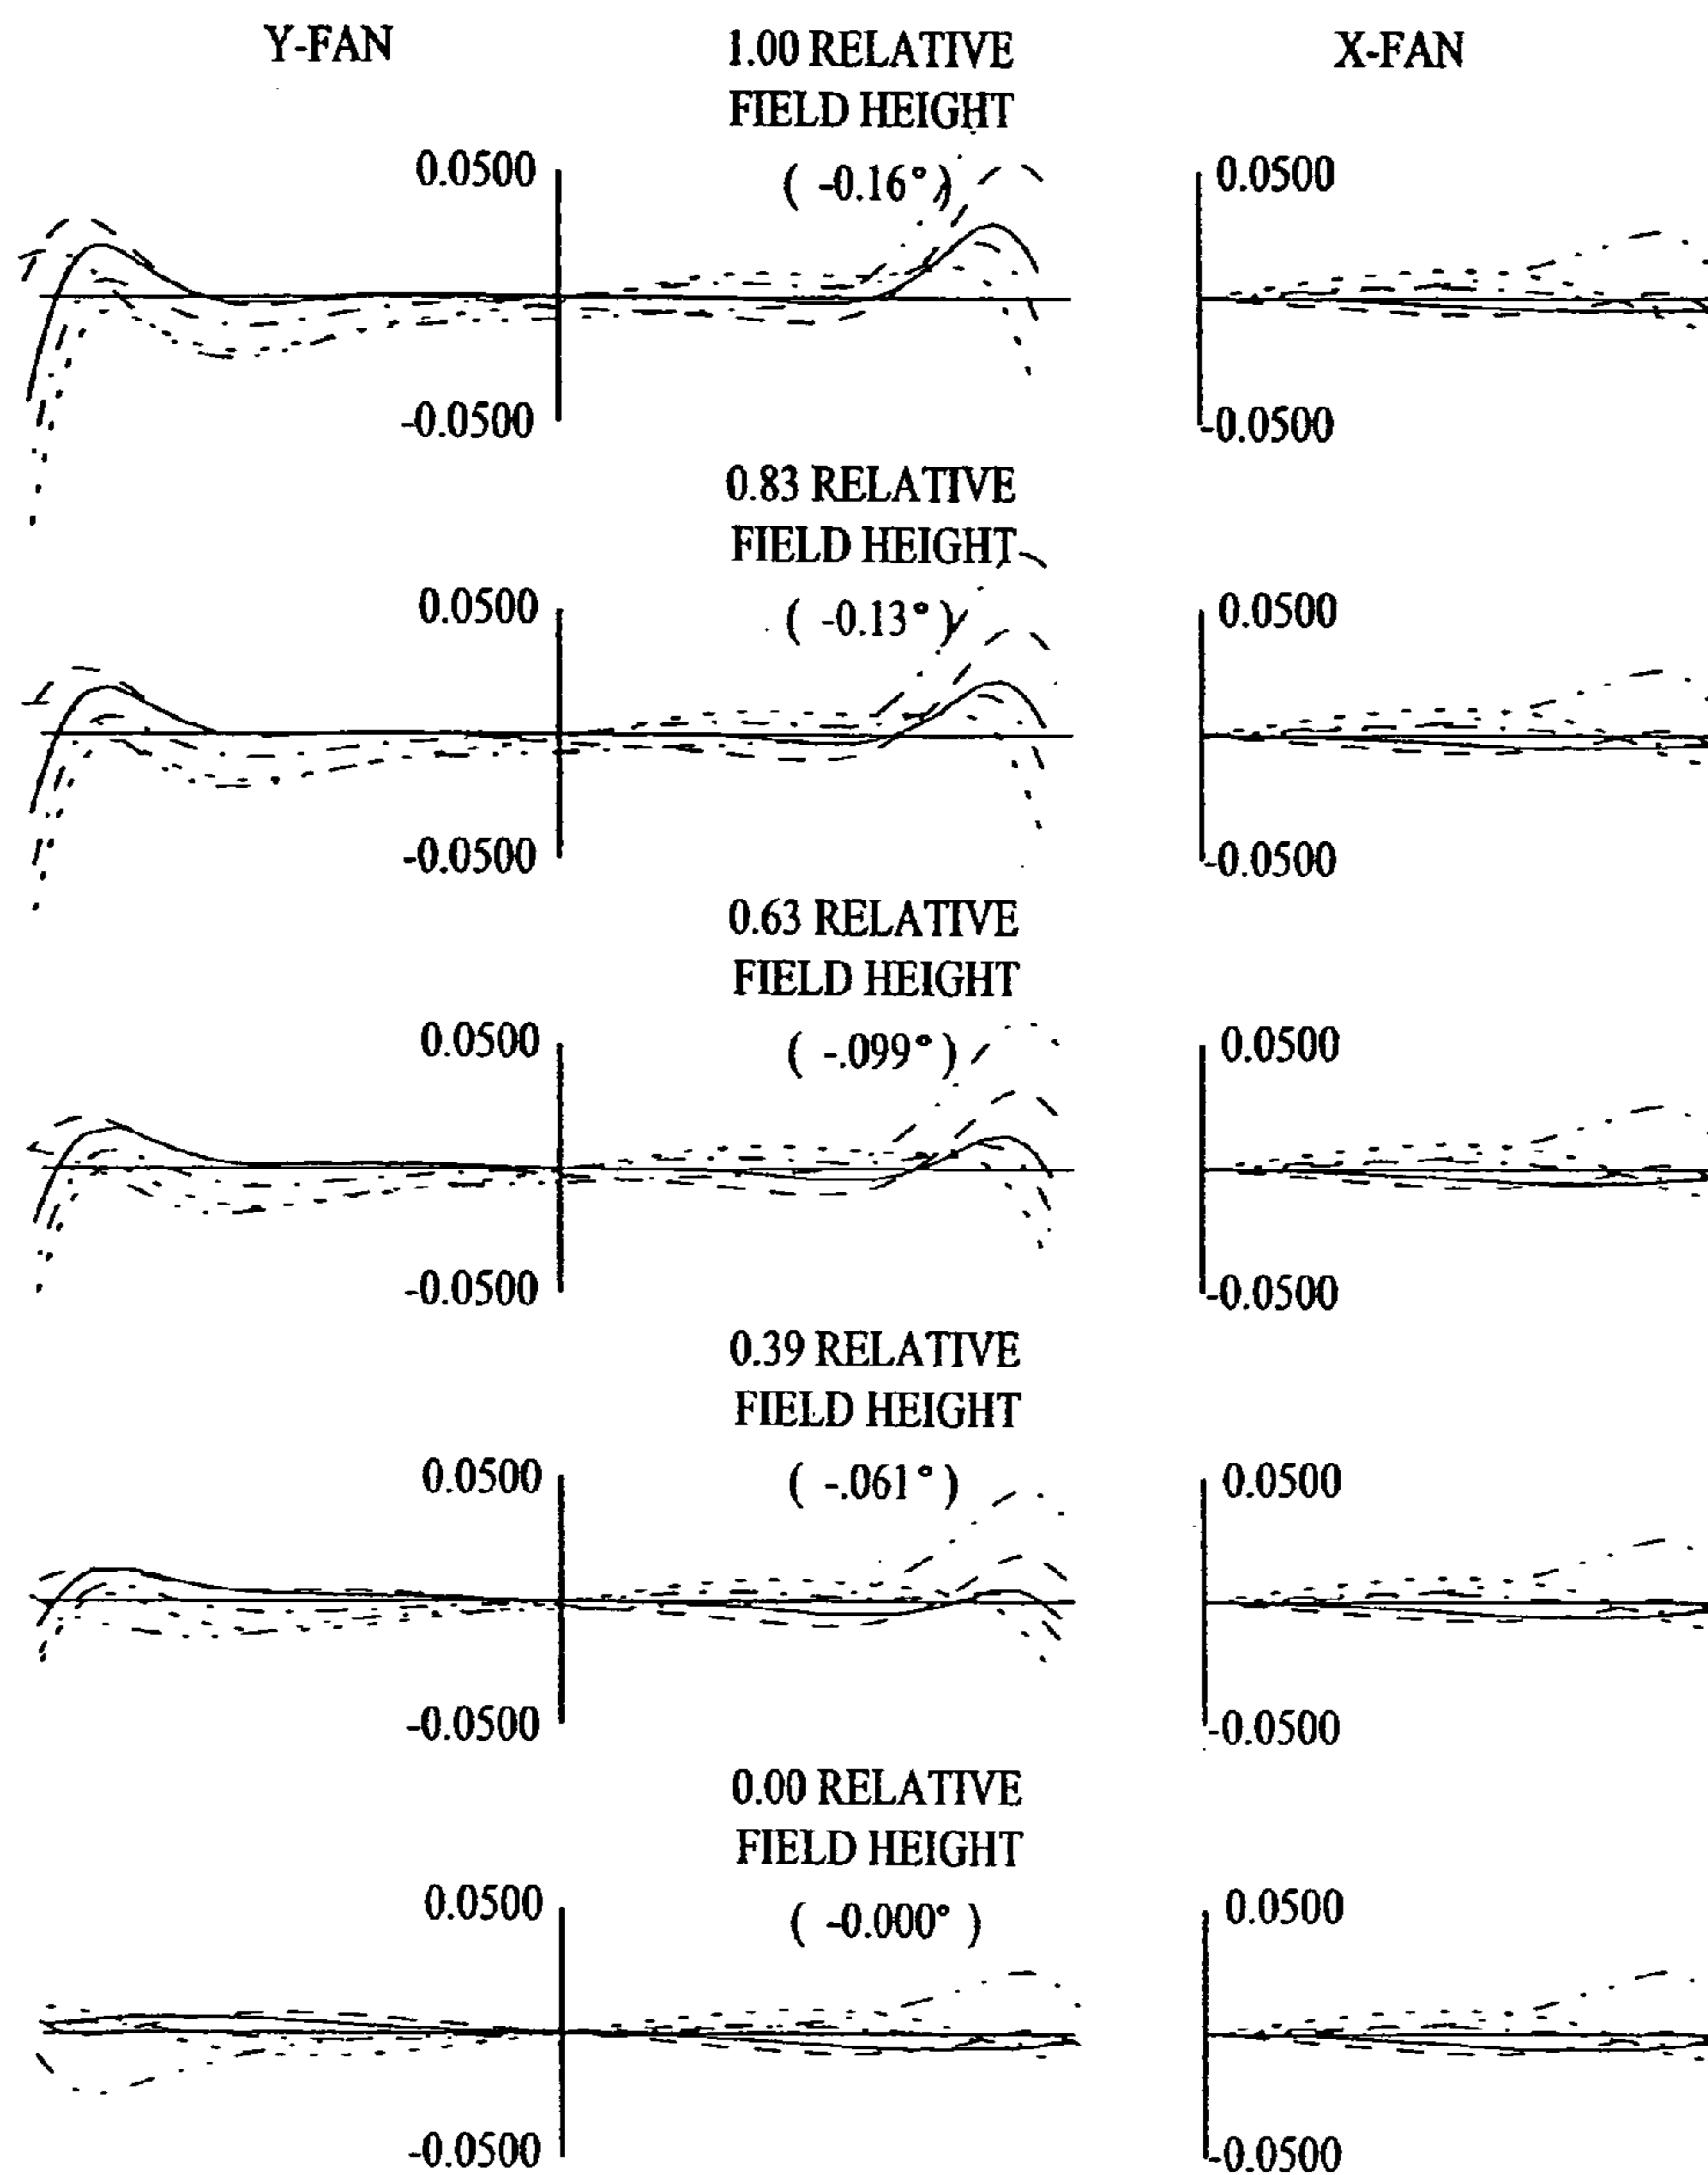 Y-FAN
1.00 RELATIVE
FIELD HEIGHT
( -0.16° )
X-FAN
0.0500
-0.0500
0.0500
-0.0500
0.83 RELATIVE
FIELD HEIGHT
( -0.13° )
0.0500
-0.0500
0.0500
-0.0500
0.63 RELATIVE
FIELD HEIGHT
( -.099° )
0.0500
-0.0500
0.0500
-0.0500
0.39 RELATIVE
FIELD HEIGHT
( -.061° )
0.0500
-0.0500
0.0500
-0.0500
0.00 RELATIVE
FIELD HEIGHT
( -0.000° )
0.0500
-0.0500
0.0500
-0.0500